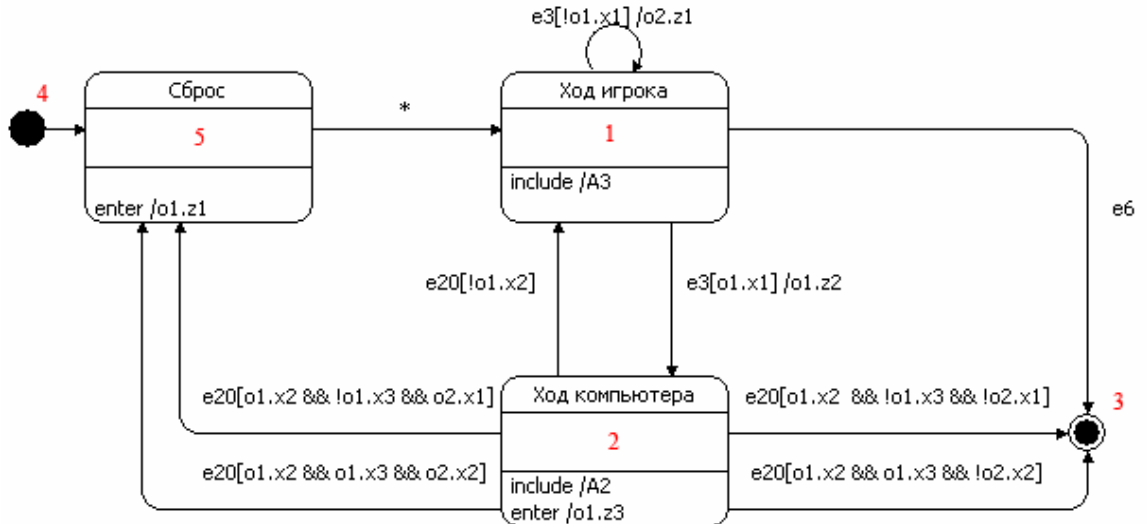 e3[!o1.x1] /o2.z1
4
Сброс
Ход игрока
*
5
1
include /A3
enter /o1.z1
e6
e20[!o1.x2]
e3[o1.x1] /o1.z2
e20[o1.x2 && !o1.x3 && o2.x1]
Ход компьютера
e20[o1.x2 && !o1.x3 && !o2.x1]
3
2
e20[o1.x2 && o1.x3 && o2.x2]
e20[o1.x2 && o1.x3 && !o2.x2]
include /A2
enter /o1.z3